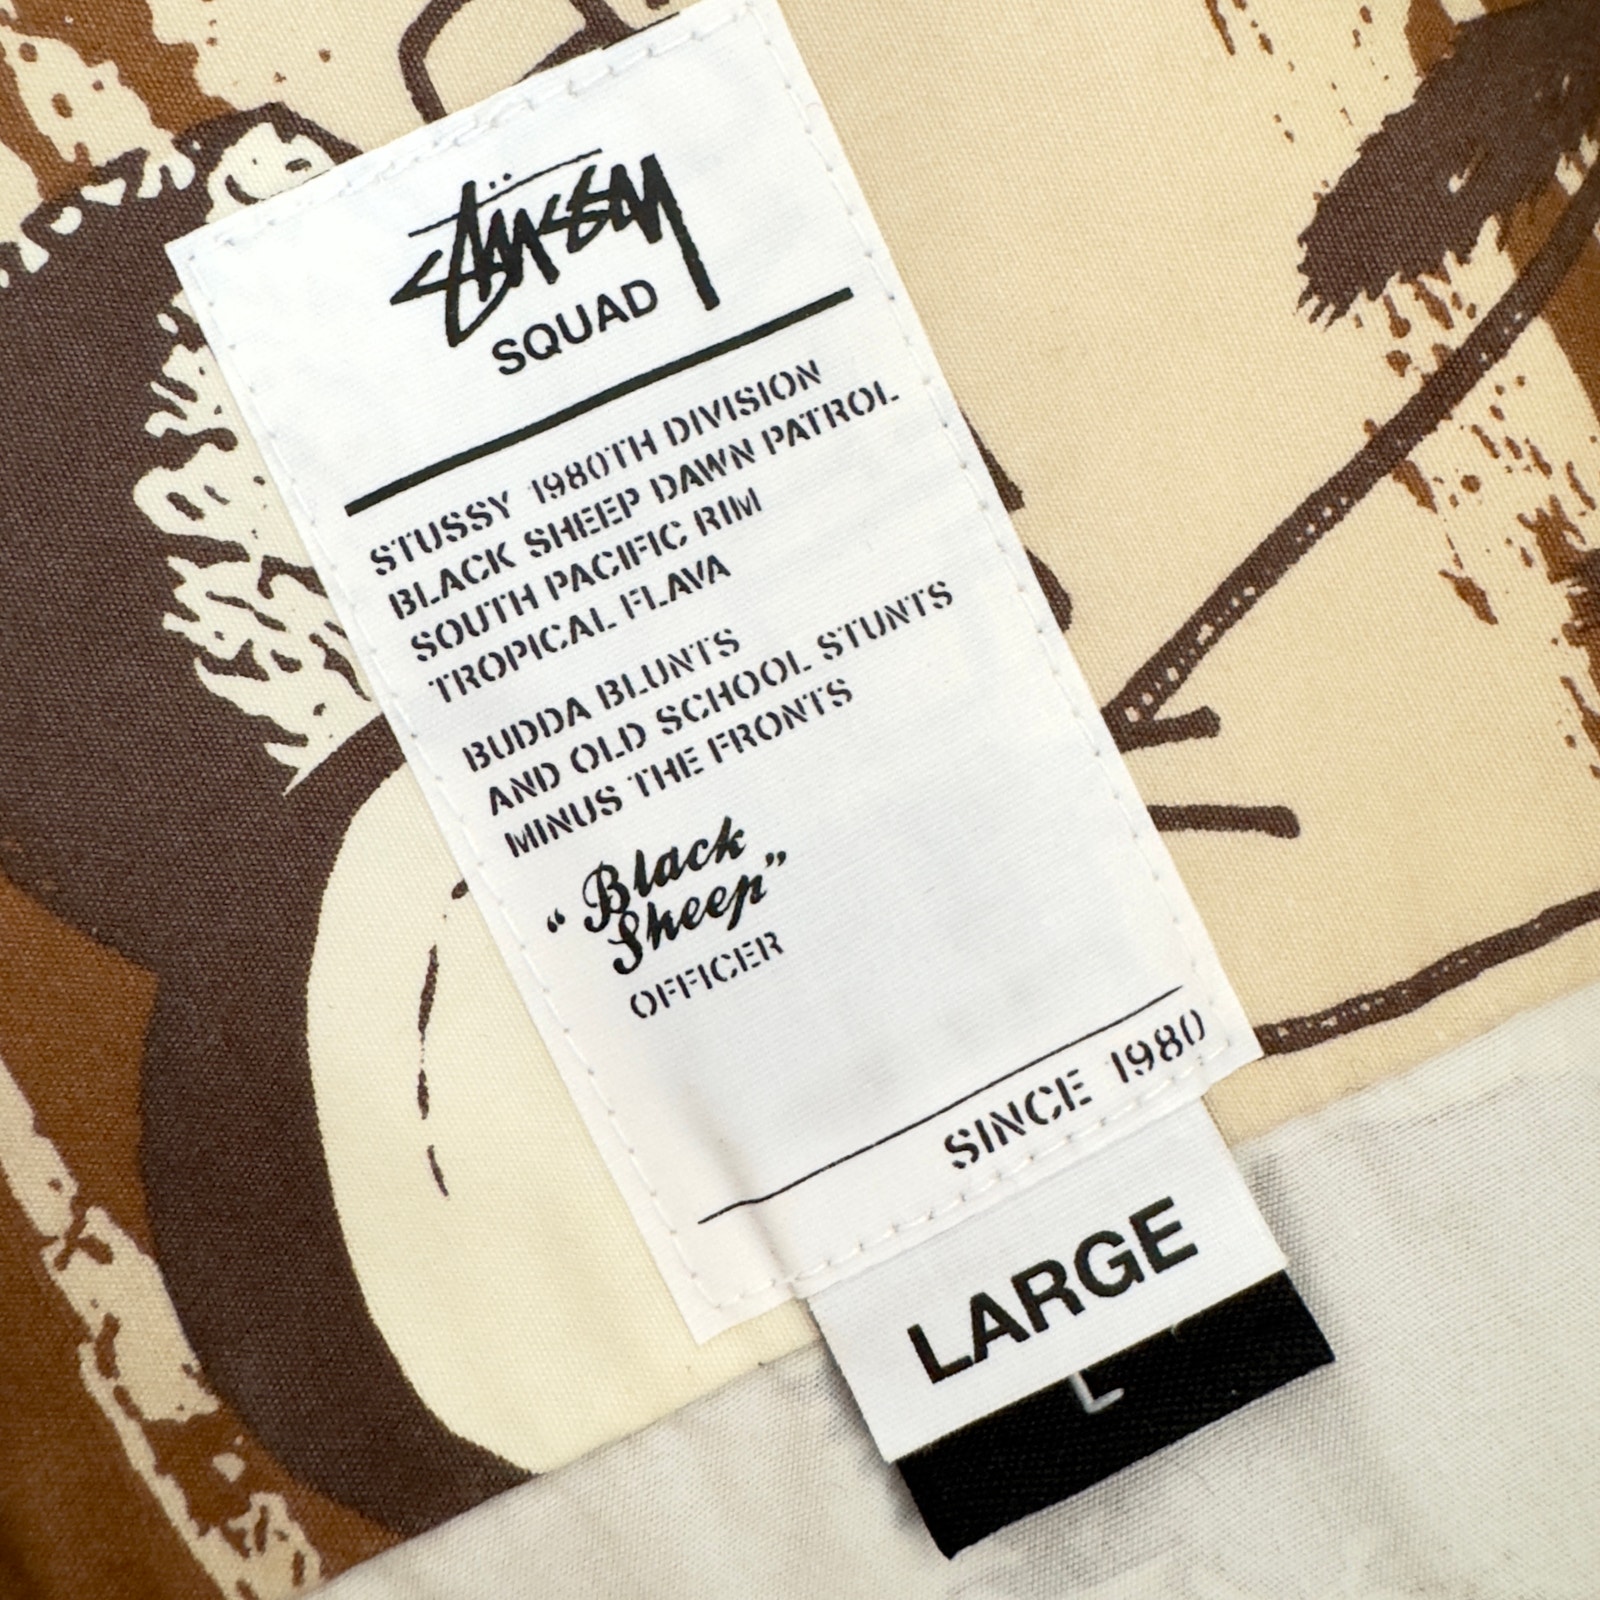 STÜSSY
SQUAD
STUSSY 1980TH DIVISION
BLACK SHEEP DAWN PATROL
SOUTH PACIFIC RIM
TROPICAL FLAVA
BUDDA BLUNTS
AND OLD SCHOOL STUNTS
MINUS THE FRONTS
“Black
Sheep”
OFFICER
SINCE 1980
LARGE
L